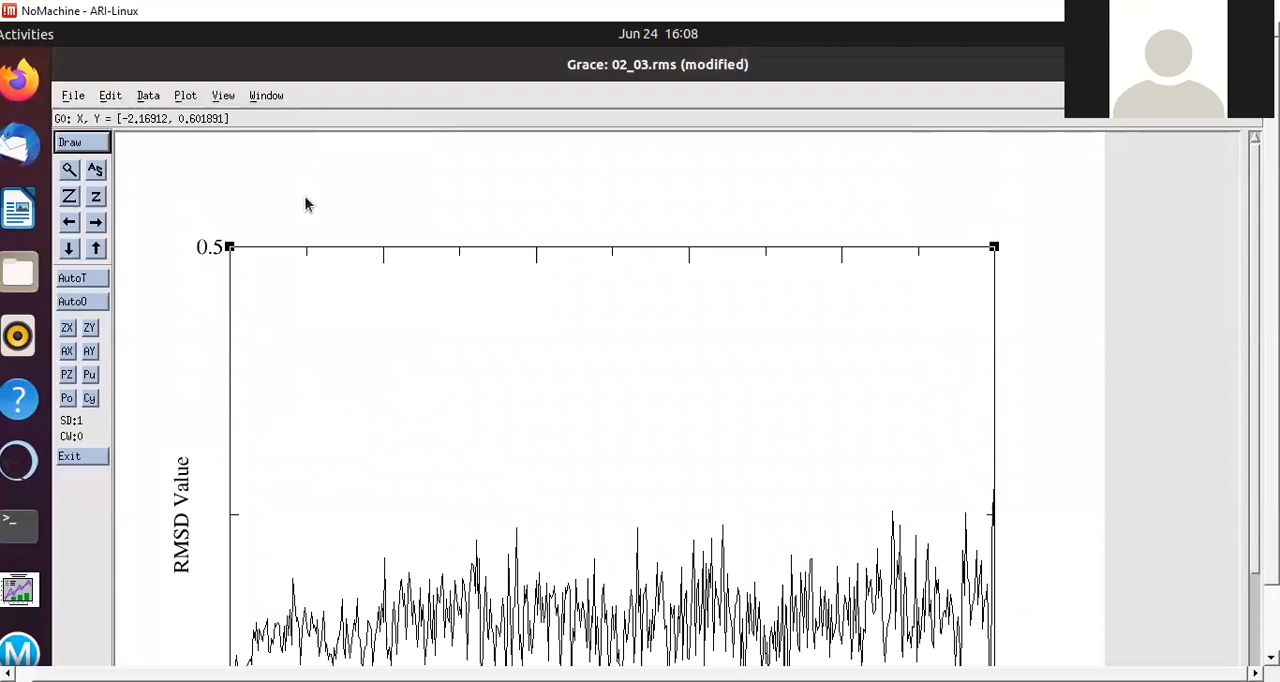 NoMachine - ARI-Linux
Activities
Jun 24 16:08
Grace: 02_03.rms (modified)
File Edit Data Plot View Window
G0: X, Y = [-2.16912, 0.601891]
Draw
AS
Z Z
AutoT
AutoO
ZX ZY
AX AY
PZ Pu
Po Cy
SD:1
CW:0
Exit
0.5
RMSD Value
>_
?
M